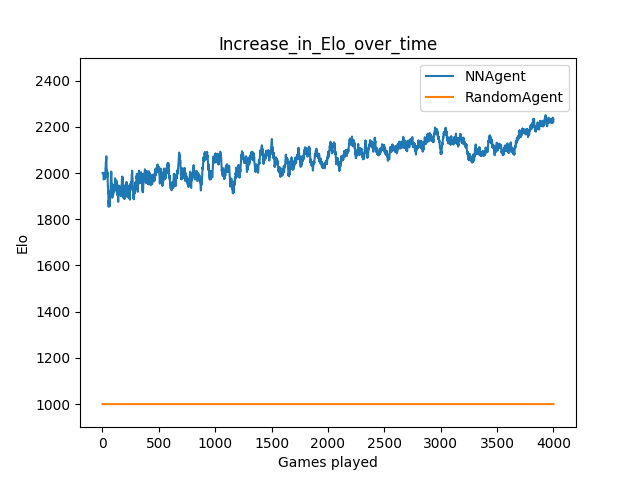 Increase_in_Elo_over_time
NNAgent
RandomAgent
2400
2200
2000
1800
1600
1400
1200
1000
Elo
0 500 1000 1500 2000 2500 3000 3500 4000
Games played